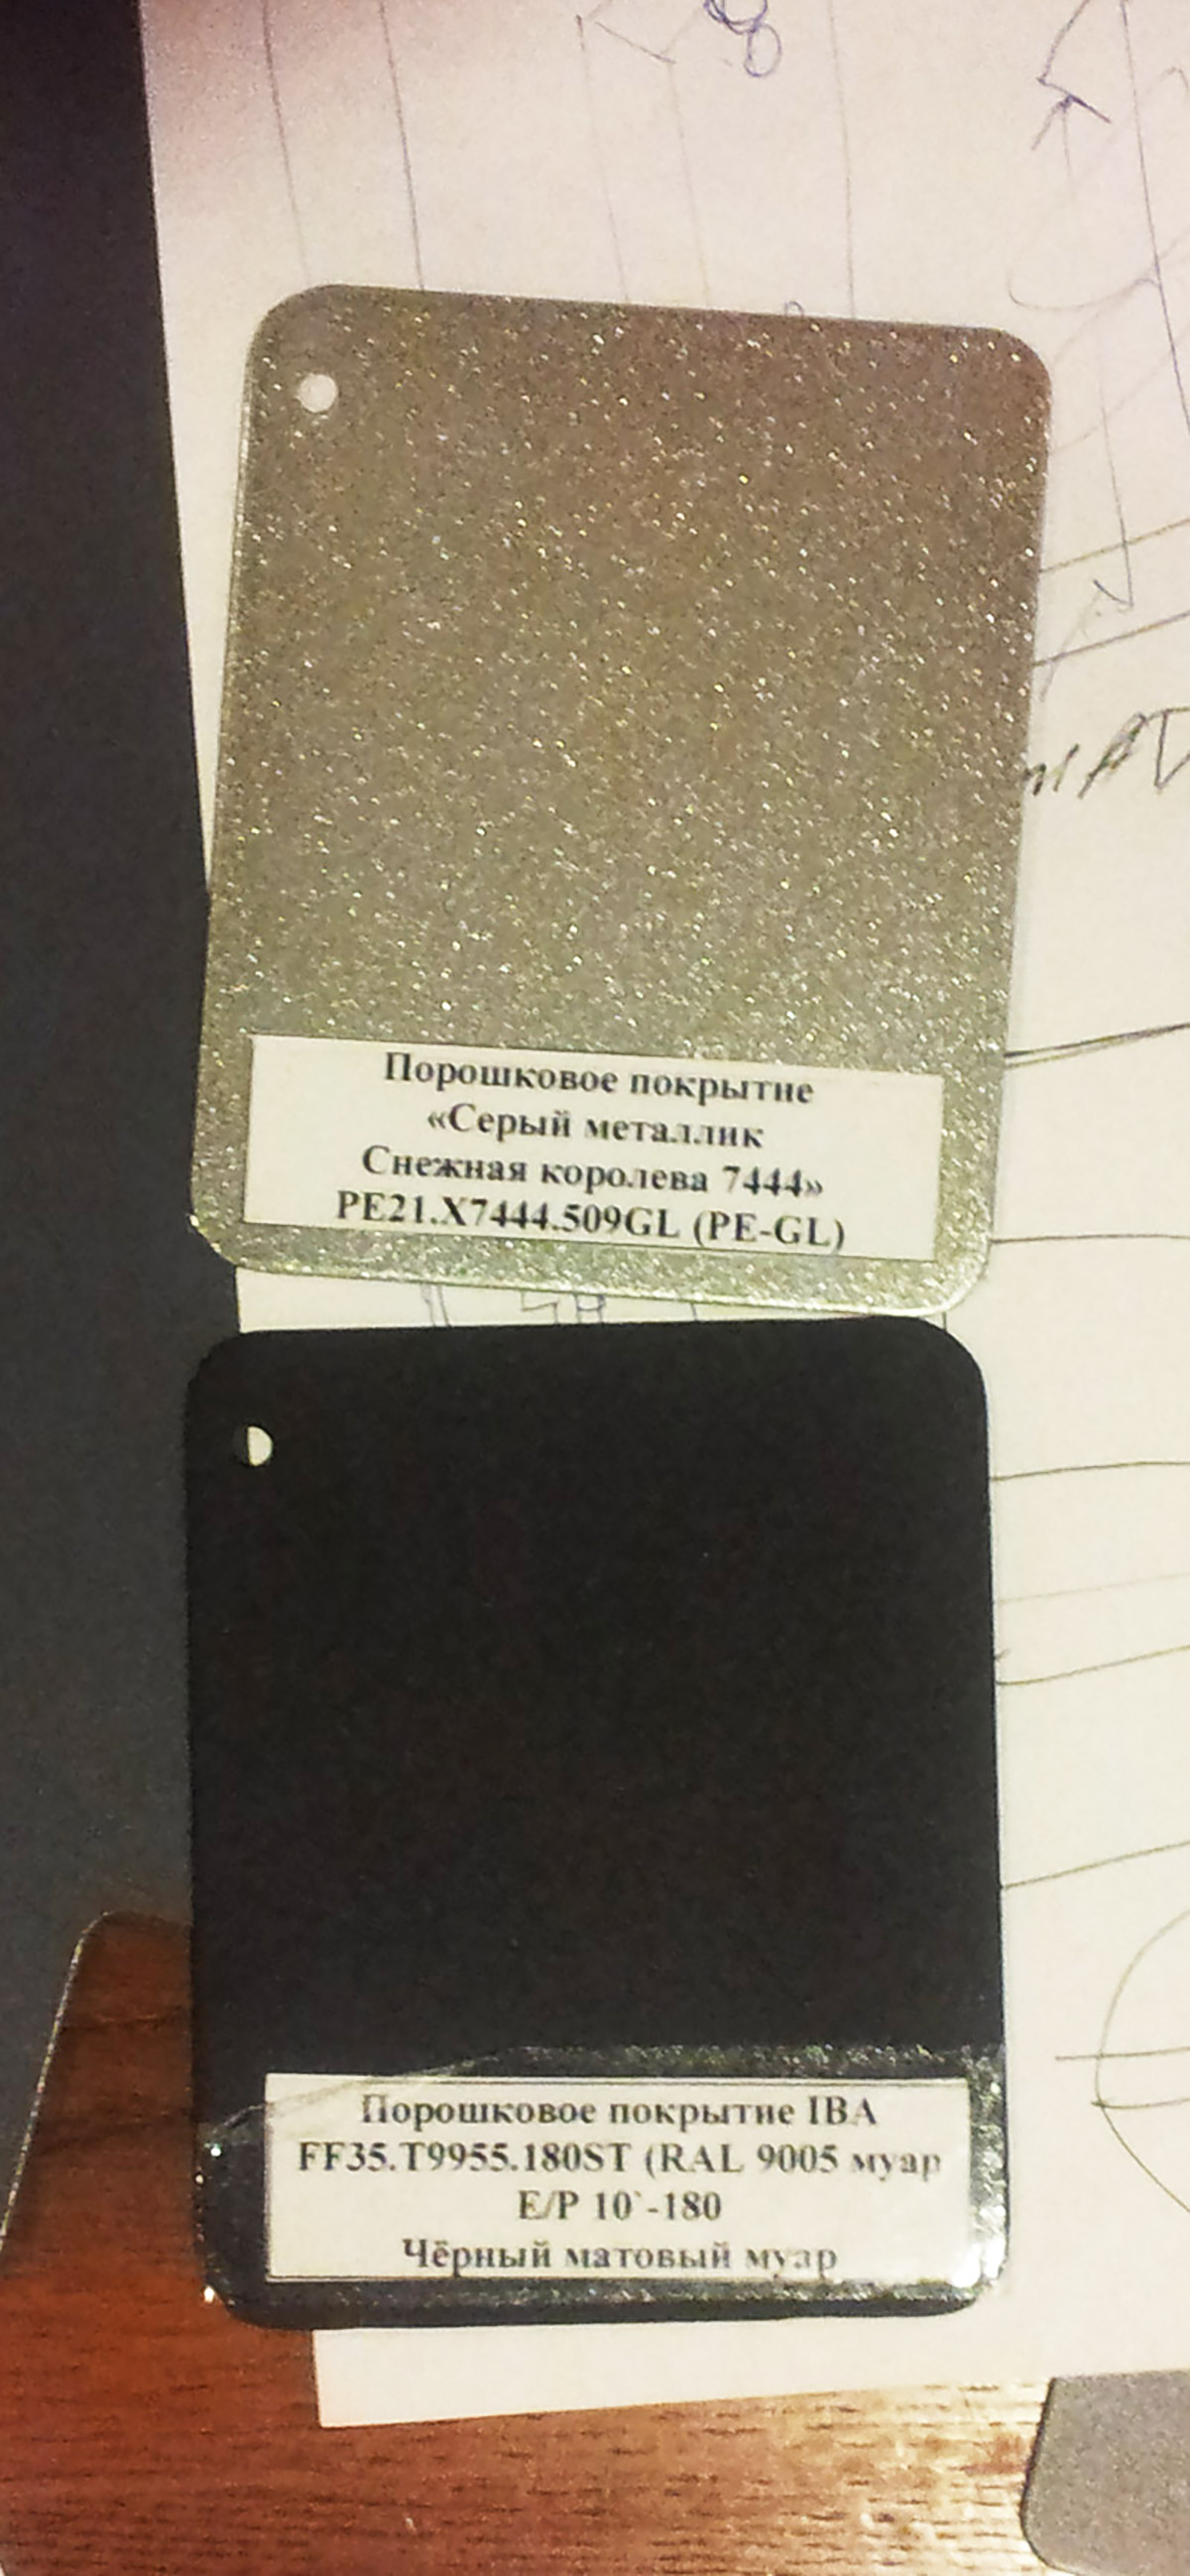 Порошковое покрытие
«Серый металлик
Снежная королева 7444»
PE21.X7444.509GL (PE-GL)
Порошковое покрытие IBA
FF35.T9955.180ST (RAL 9005 муар
E/P 10`-180
Чёрный матовый муар